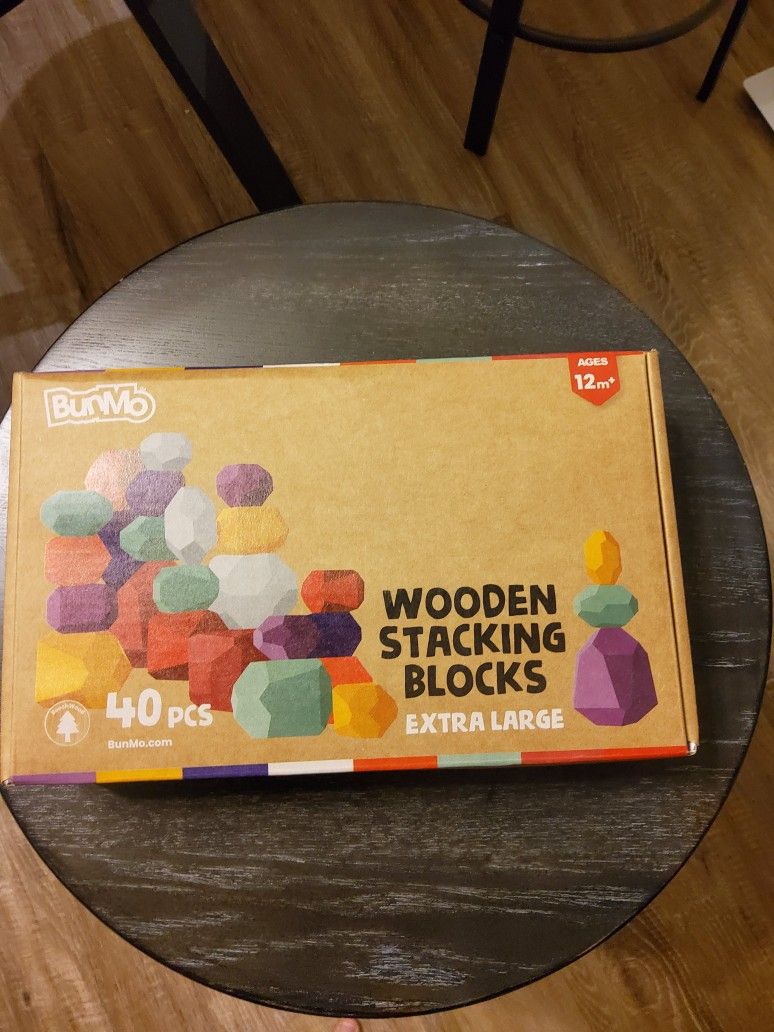 BunMo
AGES
12m+
WOODEN
STACKING
BLOCKS
EXTRA LARGE
40 PCS
BunMo.com